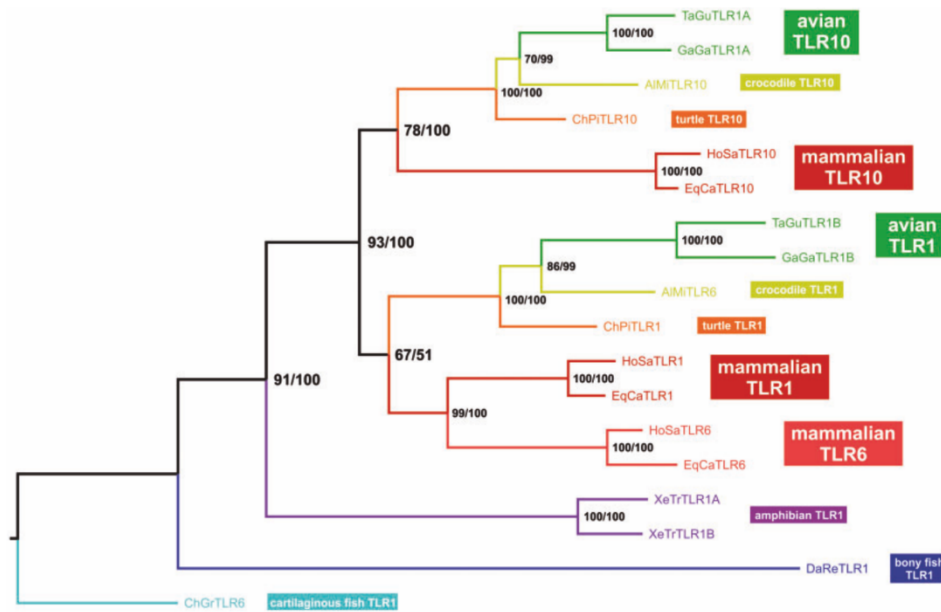 TaGuTLR1A
avian
TLR10
100/100
GaGaTLR1A
70/99
AlMiTLR10
crocodile TLR10
100/100
ChPiTLR10
turtle TLR10
78/100
HoSaTLR10
mammalian
TLR10
100/100
EqCaTLR10
TaGuTLR1B
avian
TLR1
93/100
100/100
GaGaTLR1B
86/99
AlMiTLR6
crocodile TLR1
100/100
ChPiTLR1
turtle TLR1
67/51
HoSaTLR1
mammalian
TLR1
91/100
100/100
EqCaTLR1
99/100
HoSaTLR6
mammalian
TLR6
100/100
EqCaTLR6
XeTrTLR1A
amphibian TLR1
100/100
XeTrTLR1B
DaReTLR1
bony fish
TLR1
ChGrTLR6
cartilaginous fish TLR1